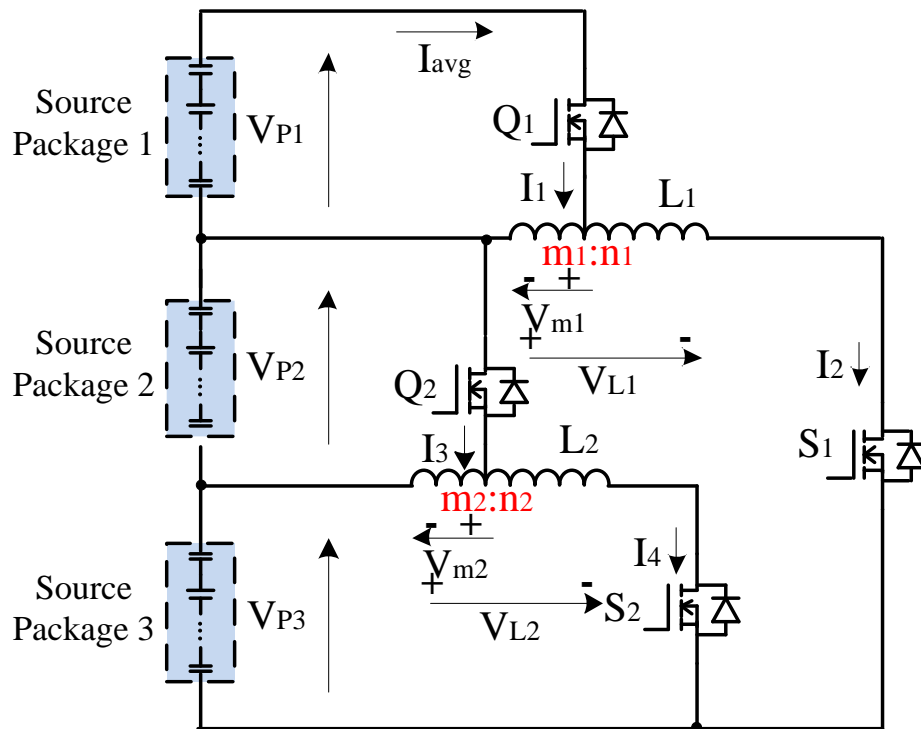 Source
Package 1
VP1
Iavg
Q1
I1
L1
m1:n1
- +
Vm1
+ -
VL1
Source
Package 2
VP2
Q2
I3
L2
I2
S1
m2:n2
- +
Vm2
+ -
VL2
I4
S2
Source
Package 3
VP3